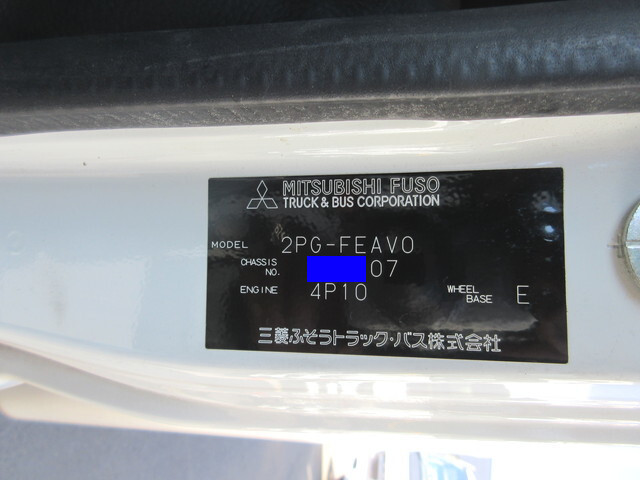 MITSUBISHI FUSO
TRUCK & BUS CORPORATION
MODEL 2PG-FEAV0
CHASSIS NO. 07
ENGINE 4P10 WHEEL BASE E
三菱ふそうトラック・バス株式会社